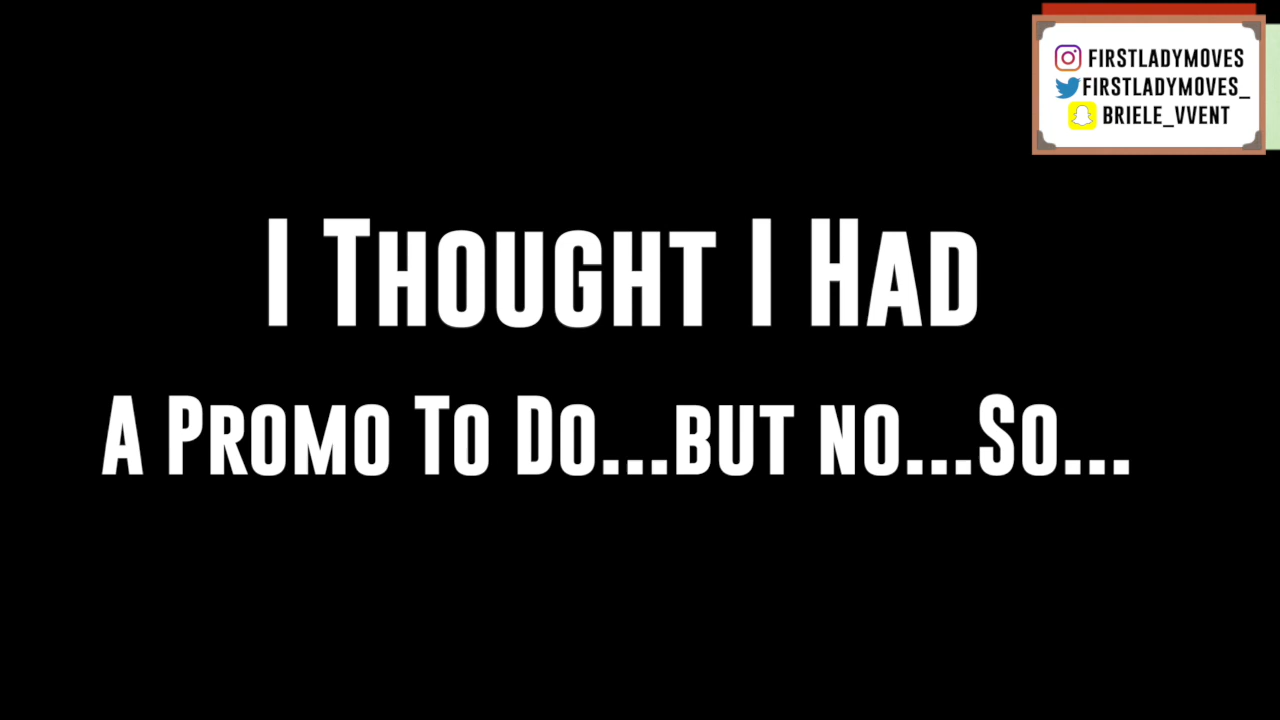 FIRSTLADYMOVES
FIRSTLADYMOVES_
BRIELE_VVENT
I THOUGHT I HAD
A PROMO TO DO...BUT NO...SO...